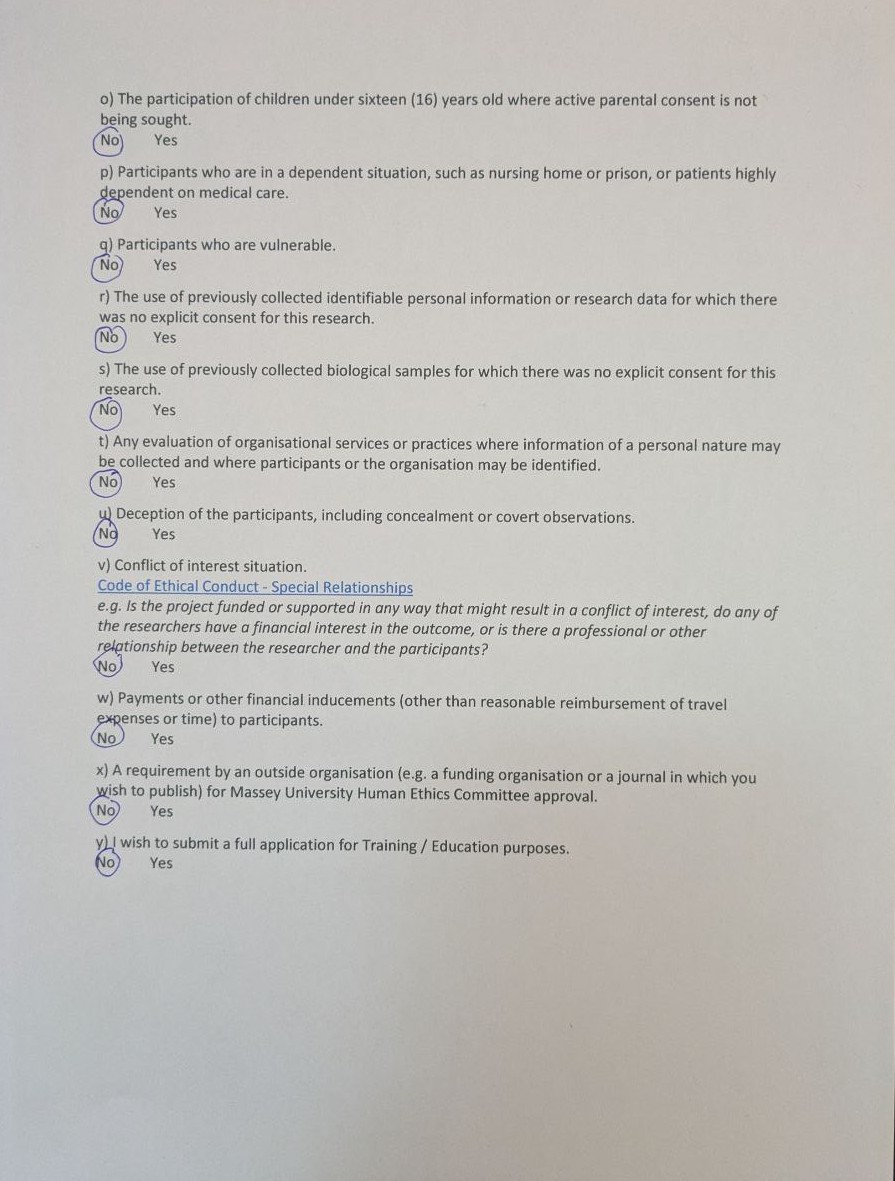 o) The participation of children under sixteen (16) years old where active parental consent is not
being sought.
No Yes
p) Participants who are in a dependent situation, such as nursing home or prison, or patients highly
dependent on medical care.
No Yes
q) Participants who are vulnerable.
No Yes
r) The use of previously collected identifiable personal information or research data for which there
was no explicit consent for this research.
No Yes
s) The use of previously collected biological samples for which there was no explicit consent for this
research.
No Yes
t) Any evaluation of organisational services or practices where information of a personal nature may
be collected and where participants or the organisation may be identified.
No Yes
u) Deception of the participants, including concealment or covert observations.
No Yes
v) Conflict of interest situation.
Code of Ethical Conduct - Special Relationships
e.g. Is the project funded or supported in any way that might result in a conflict of interest, do any of
the researchers have a financial interest in the outcome, or is there a professional or other
relationship between the researcher and the participants?
No Yes
w) Payments or other financial inducements (other than reasonable reimbursement of travel
expenses or time) to participants.
No Yes
x) A requirement by an outside organisation (e.g. a funding organisation or a journal in which you
wish to publish) for Massey University Human Ethics Committee approval.
No Yes
y) I wish to submit a full application for Training / Education purposes.
No Yes